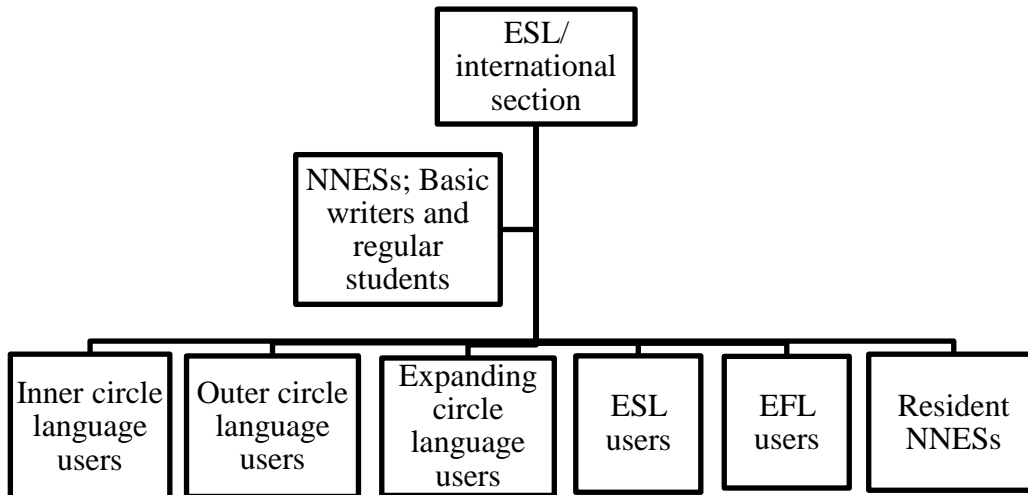 ESL/
international
section
NNESs; Basic
writers and
regular
students
Inner circle
language
users
Outer circle
language
users
Expanding
circle
language
users
ESL
users
EFL
users
Resident
NNESs